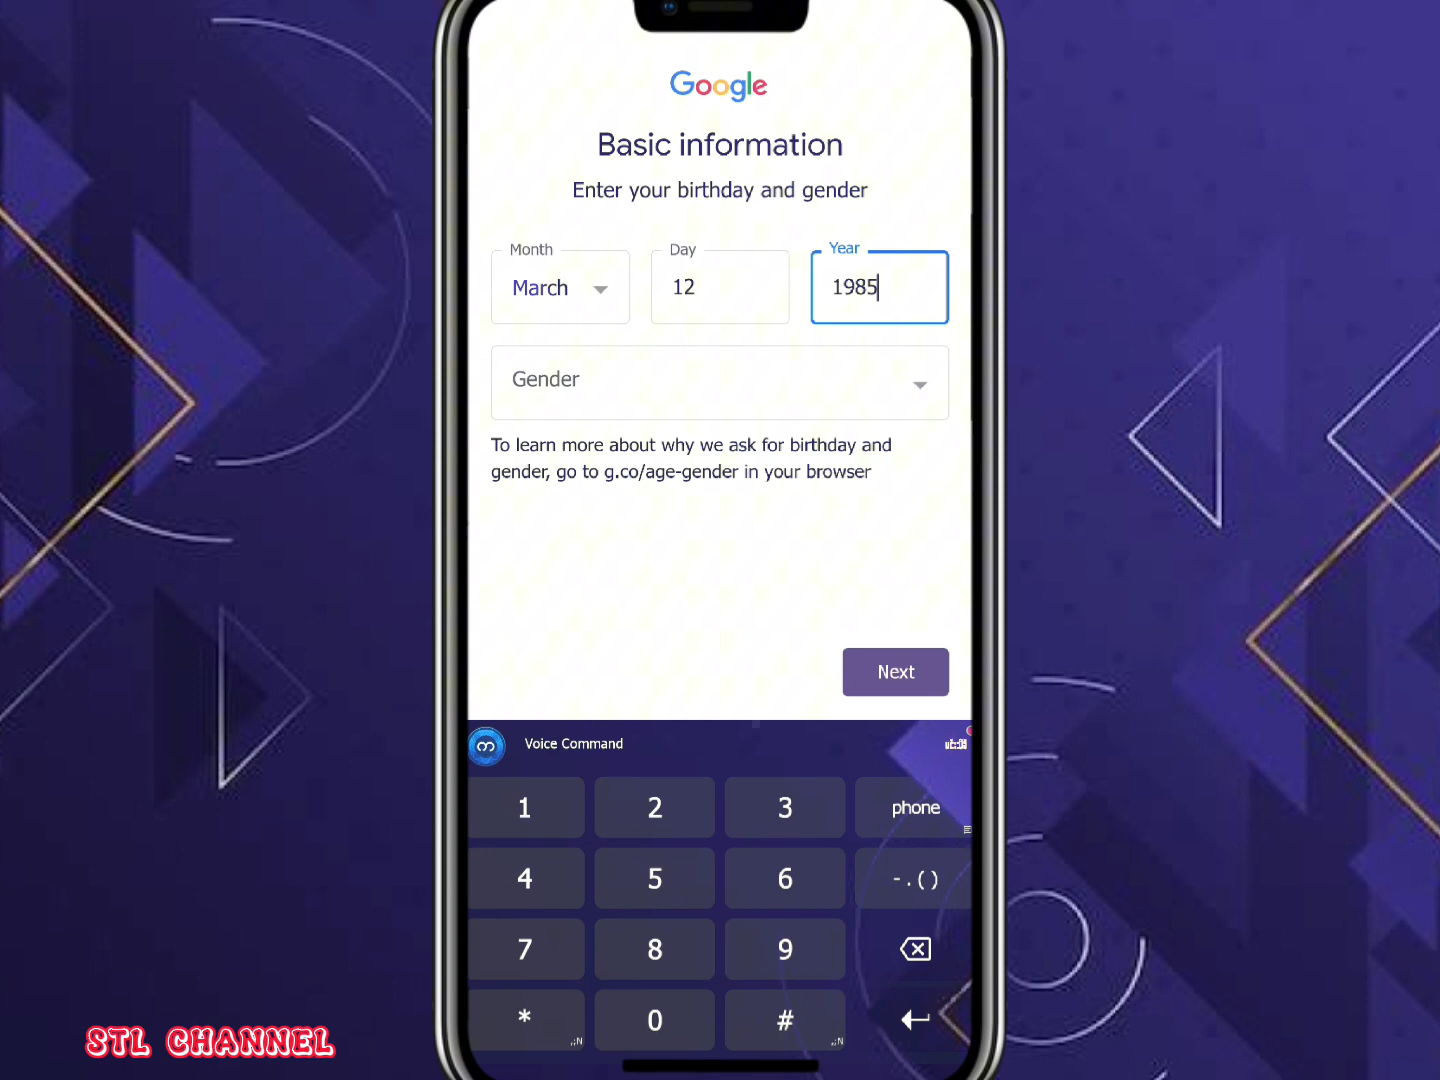 Google
Basic information
Enter your birthday and gender
Month Day Year
March 12 1985
Gender
To learn more about why we ask for birthday and
gender, go to g.co/age-gender in your browser
Next
Voice Command
1 2 3 phone
4 5 6 -.()
7 8 9
* 0 #
,;N ,;N
STL CHANNEL